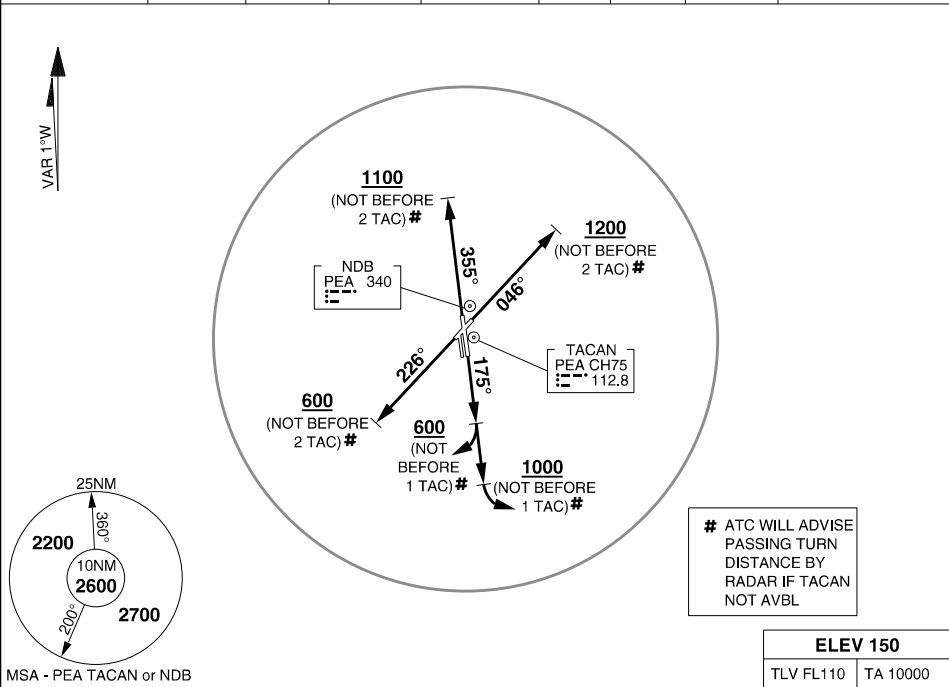 VAR 1°W
1100
(NOT BEFORE
2 TAC) #
1200
(NOT BEFORE
2 TAC) #
355°
046°
NDB
PEA 340
TACAN
PEA CH75
112.8
226°
175°
600
(NOT BEFORE
2 TAC) #
600
(NOT
BEFORE
1 TAC) #
1000
(NOT BEFORE
1 TAC) #
25NM
360°
2200
10NM
2600
2700
200°
MSA - PEA TACAN or NDB
# ATC WILL ADVISE
PASSING TURN
DISTANCE BY
RADAR IF TACAN
NOT AVBL
ELEV 150
TLV FL110 TA 10000